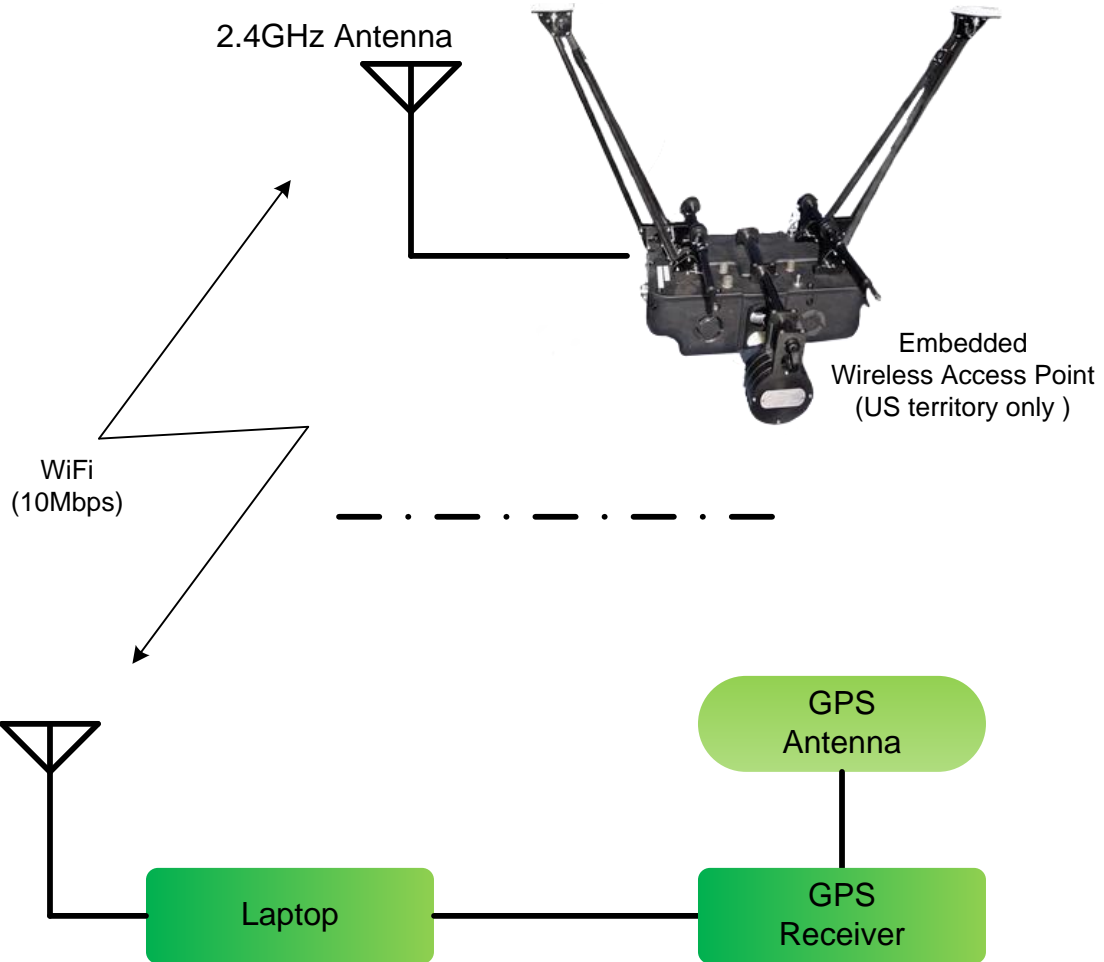 2.4GHz Antenna
Embedded
Wireless Access Point
(US territory only )
WiFi
(10Mbps)
GPS
Antenna
Laptop
GPS
Receiver